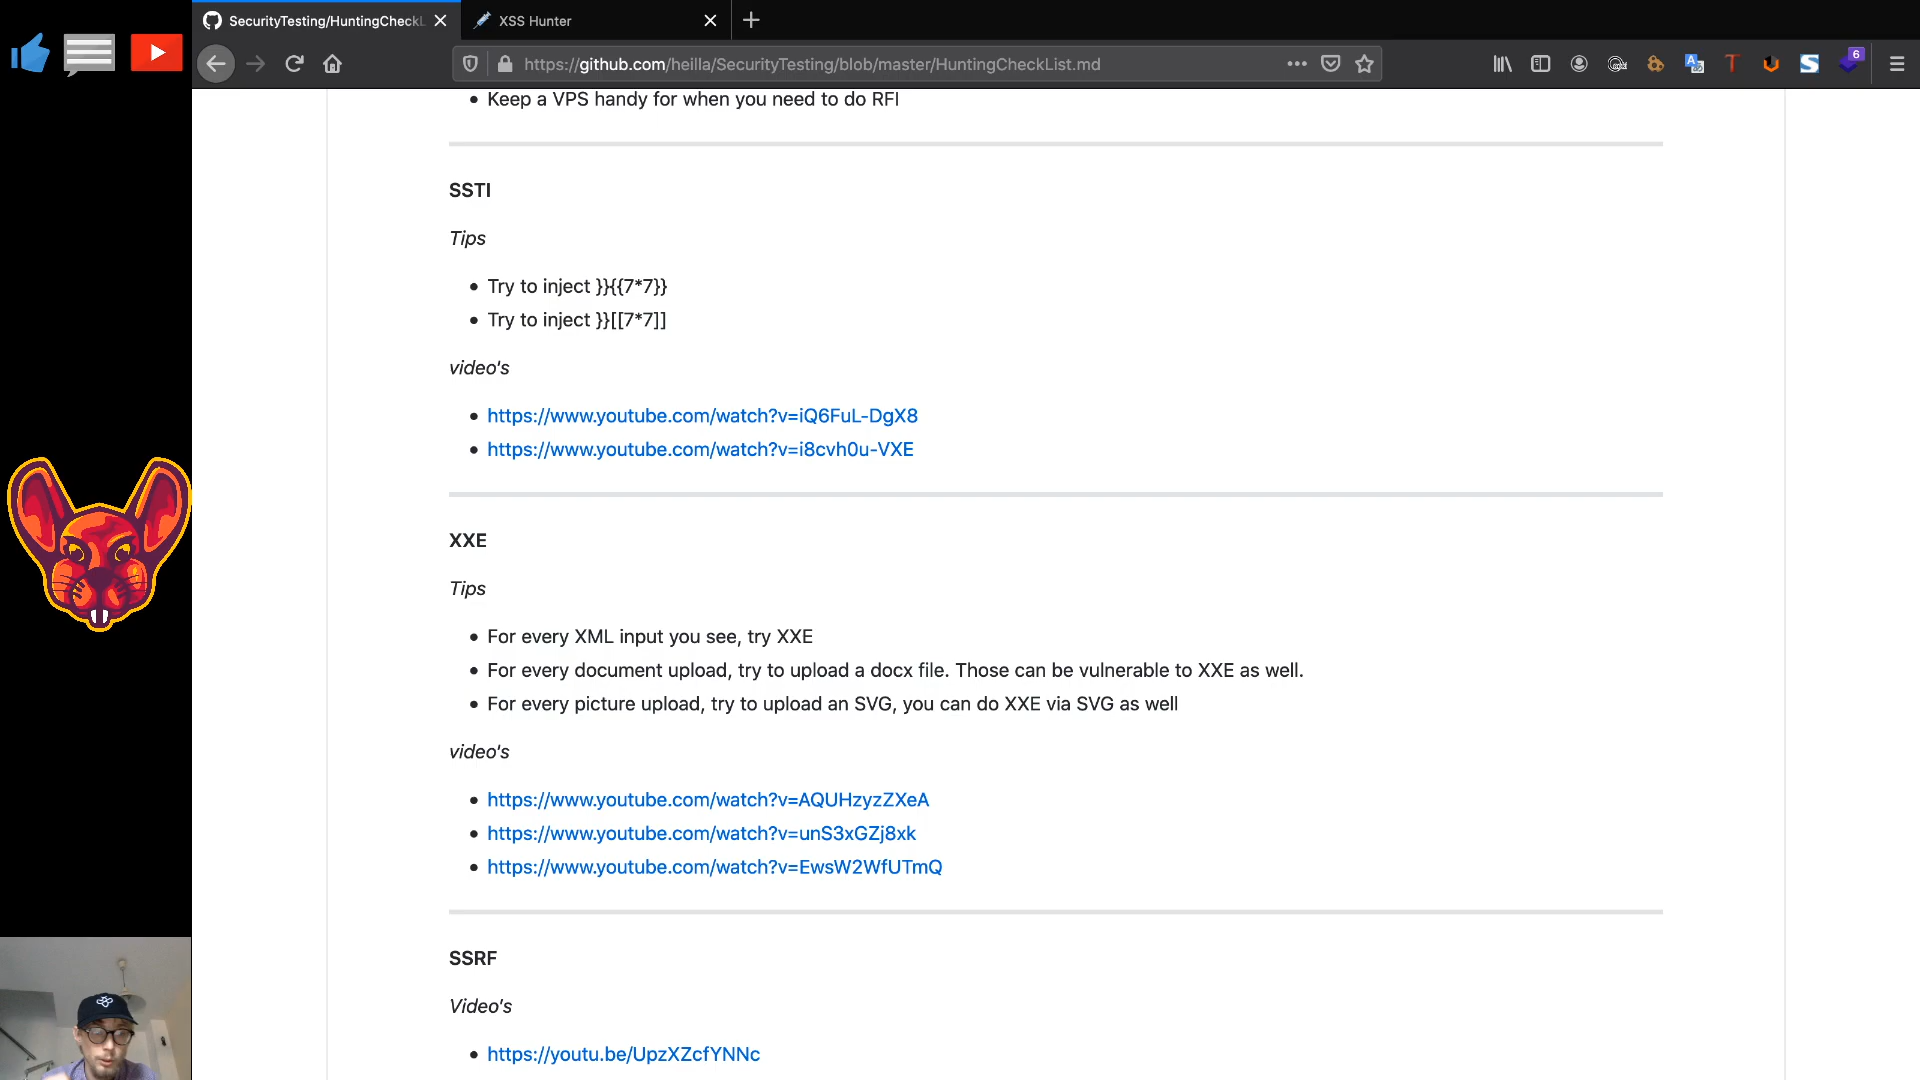 SecurityTesting/HuntingCheckL
XSS Hunter
https://github.com/heilla/SecurityTesting/blob/master/HuntingCheckList.md
6
• Keep a VPS handy for when you need to do RFI
SSTI
Tips
• Try to inject }}{{7*7}}
• Try to inject }}[[7*7]]
video's
• https://www.youtube.com/watch?v=iQ6FuL-DgX8
• https://www.youtube.com/watch?v=i8cvh0u-VXE
XXE
Tips
• For every XML input you see, try XXE
• For every document upload, try to upload a docx file. Those can be vulnerable to XXE as well.
• For every picture upload, try to upload an SVG, you can do XXE via SVG as well
video's
• https://www.youtube.com/watch?v=AQUHzyzZXeA
• https://www.youtube.com/watch?v=unS3xGZj8xk
• https://www.youtube.com/watch?v=EwsW2WfUTmQ
SSRF
Video's
• https://youtu.be/UpzXZcfYNNc